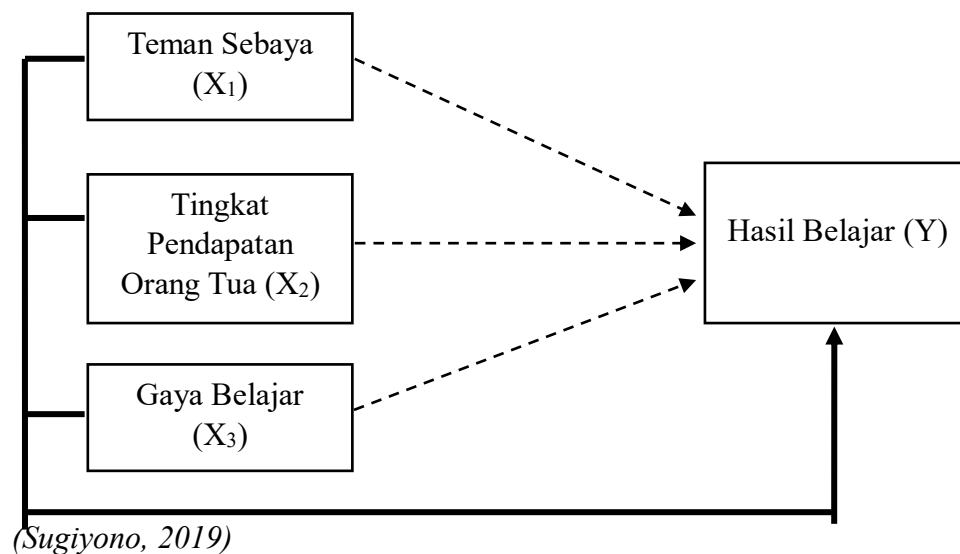 Teman Sebaya
(X₁)
Tingkat
Pendapatan
Orang Tua (X₂)
Hasil Belajar (Y)
Gaya Belajar
(X₃)
(Sugiyono, 2019)